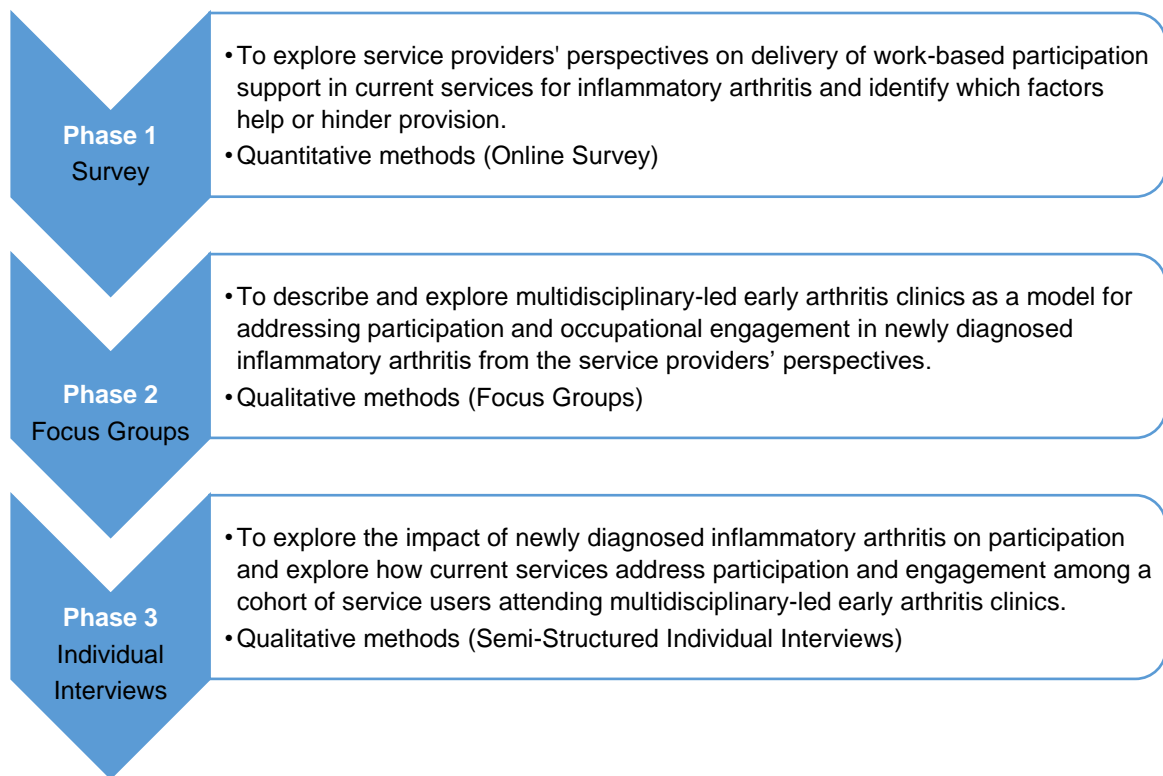 Phase 1
Survey
•To explore service providers' perspectives on delivery of work-based participation
support in current services for inflammatory arthritis and identify which factors
help or hinder provision.
•Quantitative methods (Online Survey)
Phase 2
Focus Groups
•To describe and explore multidisciplinary-led early arthritis clinics as a model for
addressing participation and occupational engagement in newly diagnosed
inflammatory arthritis from the service providers’ perspectives.
•Qualitative methods (Focus Groups)
Phase 3
Individual
Interviews
•To explore the impact of newly diagnosed inflammatory arthritis on participation
and explore how current services address participation and engagement among a
cohort of service users attending multidisciplinary-led early arthritis clinics.
•Qualitative methods (Semi-Structured Individual Interviews)